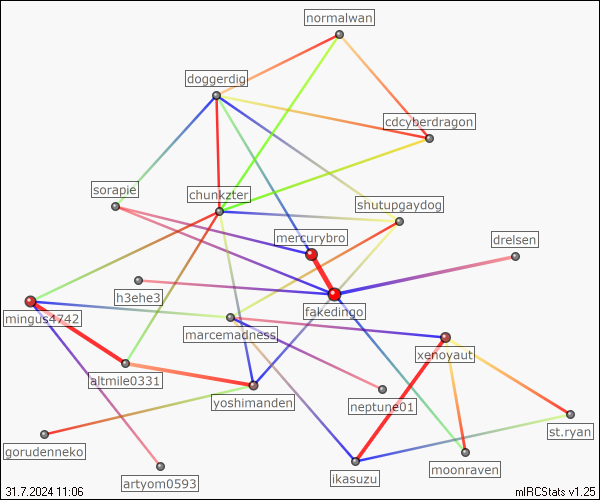 normalwan
doggerdig
cdcyberdragon
sorapie
chunkzter
shutupgaydog
mercurybro
drelsen
h3ehe3
fakedingo
mingus4742
marcemadness
xenoyaut
altmile0331
yoshimanden
neptune01
st.ryan
gorudenneko
moonraven
artyom0593
ikasuzu
31.7.2024 11:06
mIRCStats v1.25